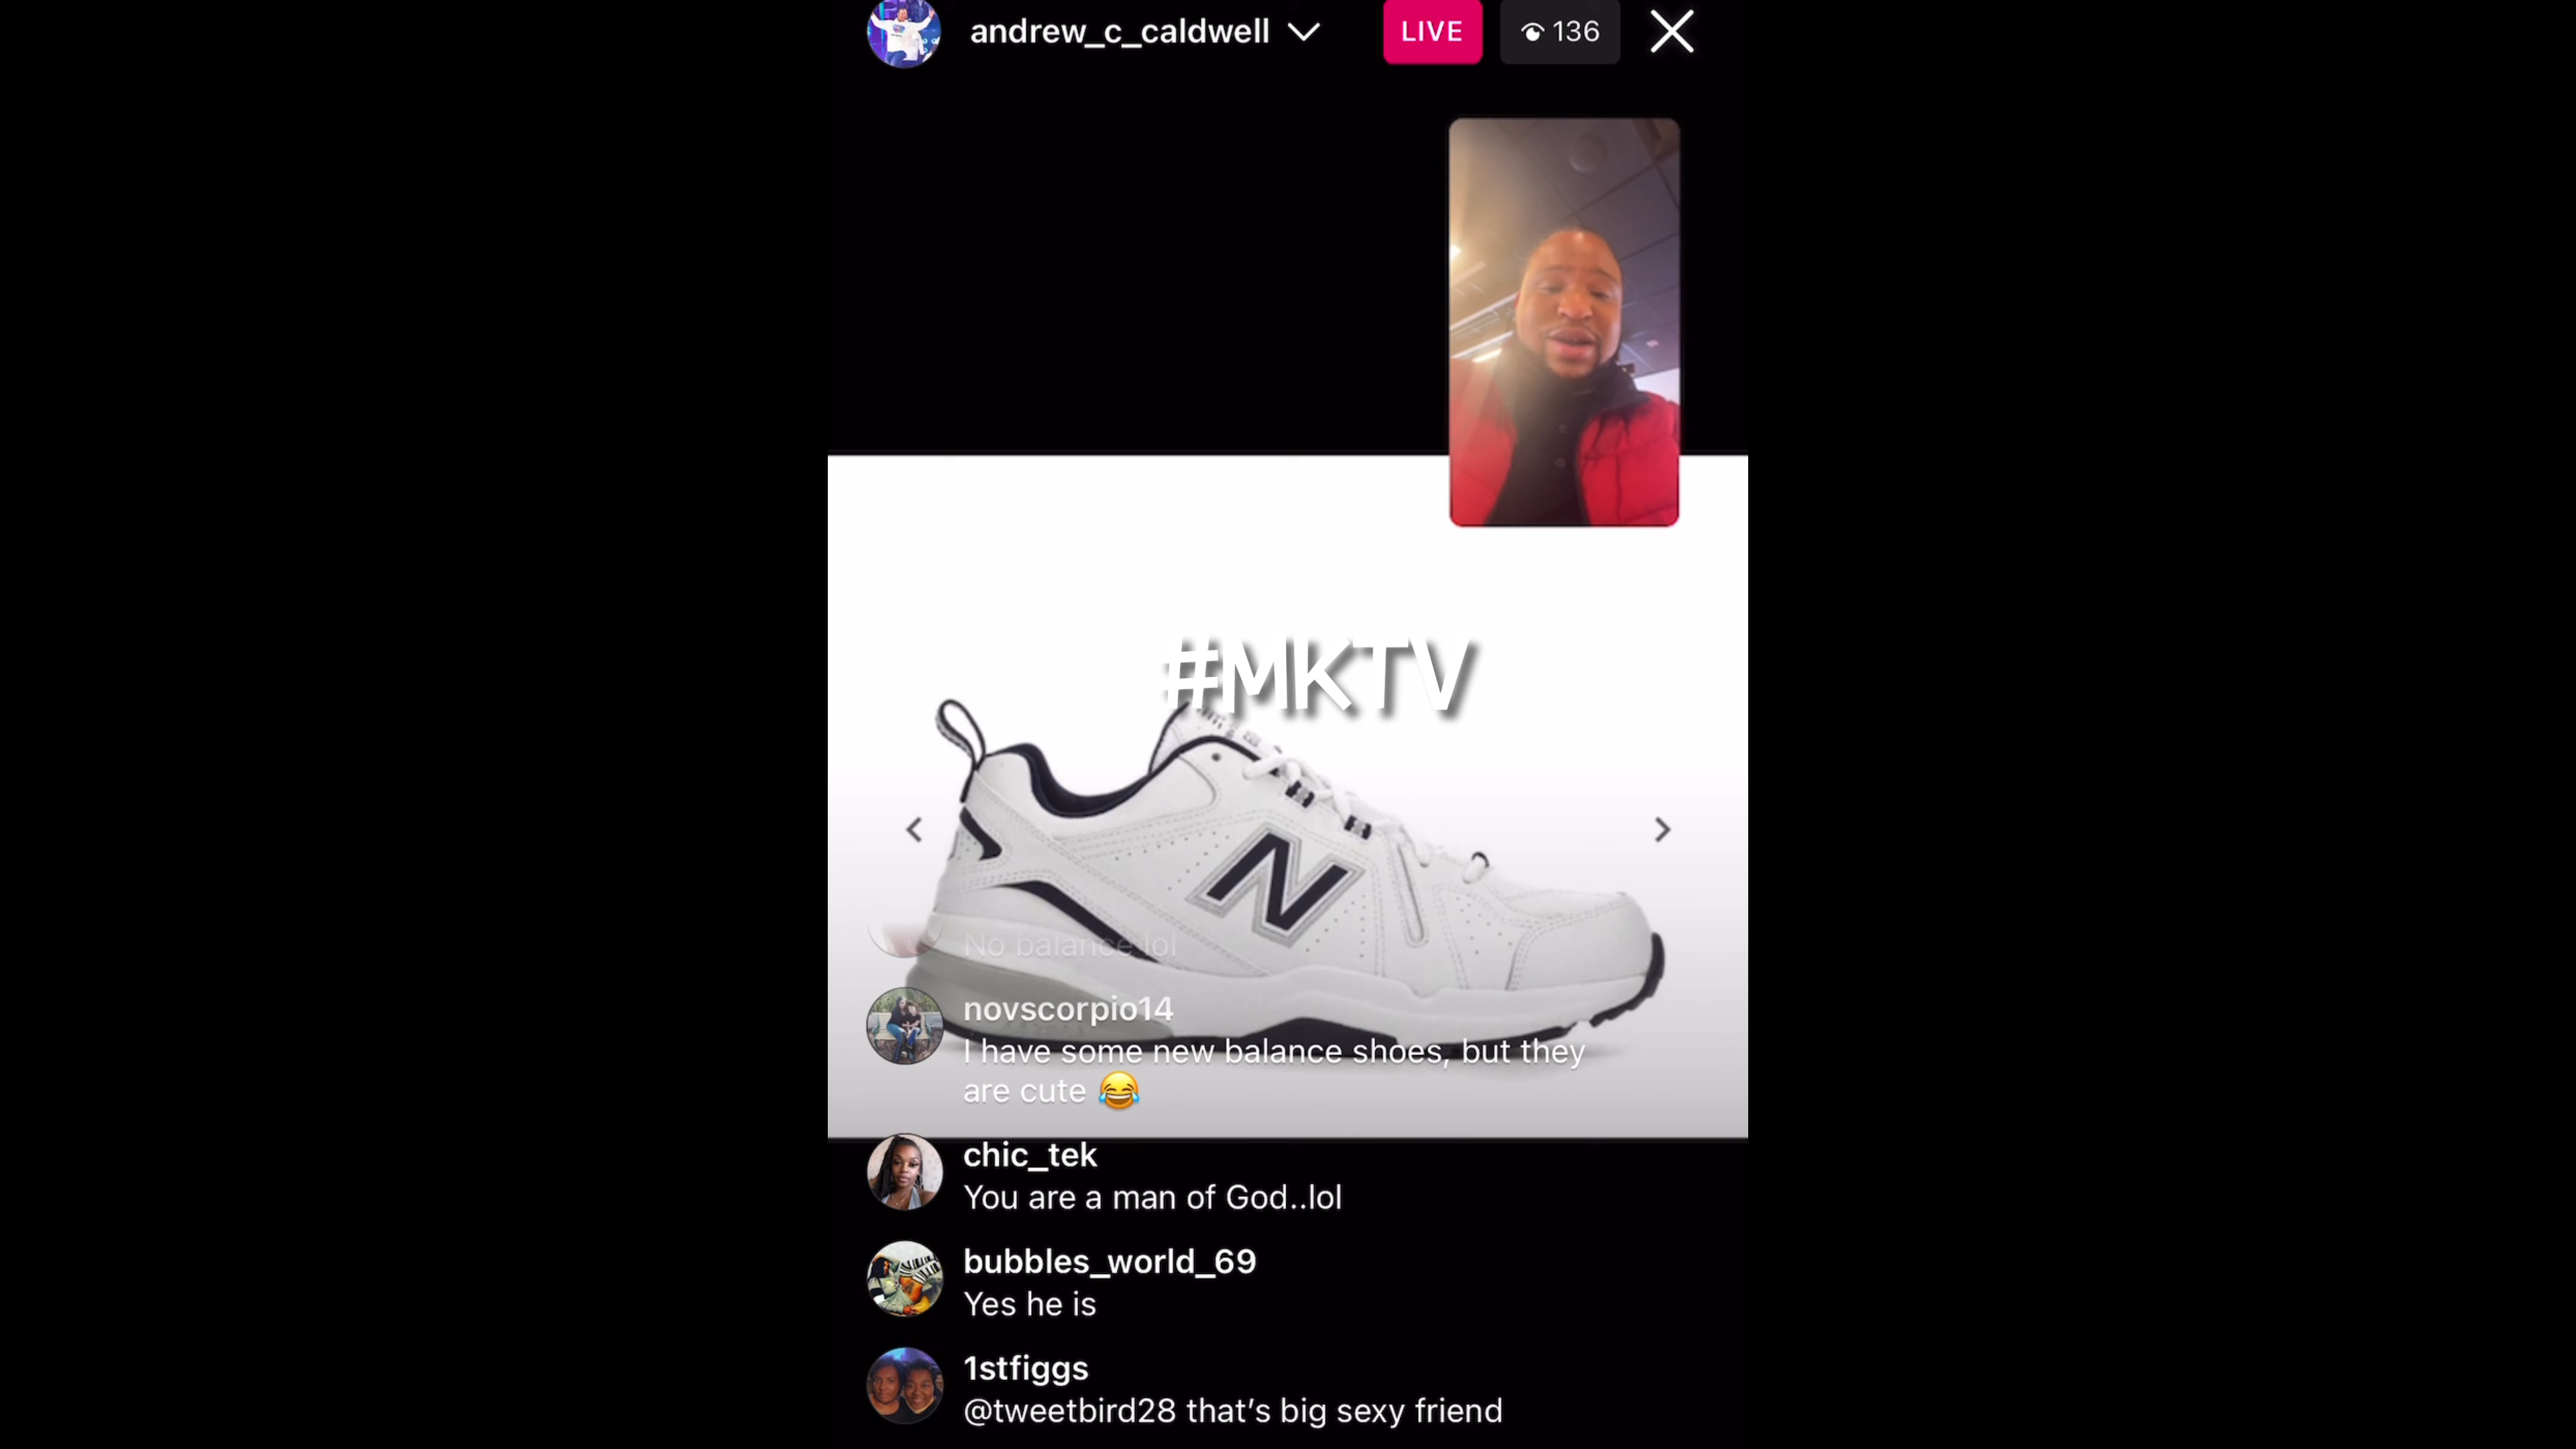 andrew_c_caldwell
LIVE
136
#MKTV
N
No balance lol
novscorpio14
I have some new balance shoes, but they
are cute 😂
chic_tek
You are a man of God..lol
bubbles_world_69
Yes he is
1stfiggs
@tweetbird28 that’s big sexy friend